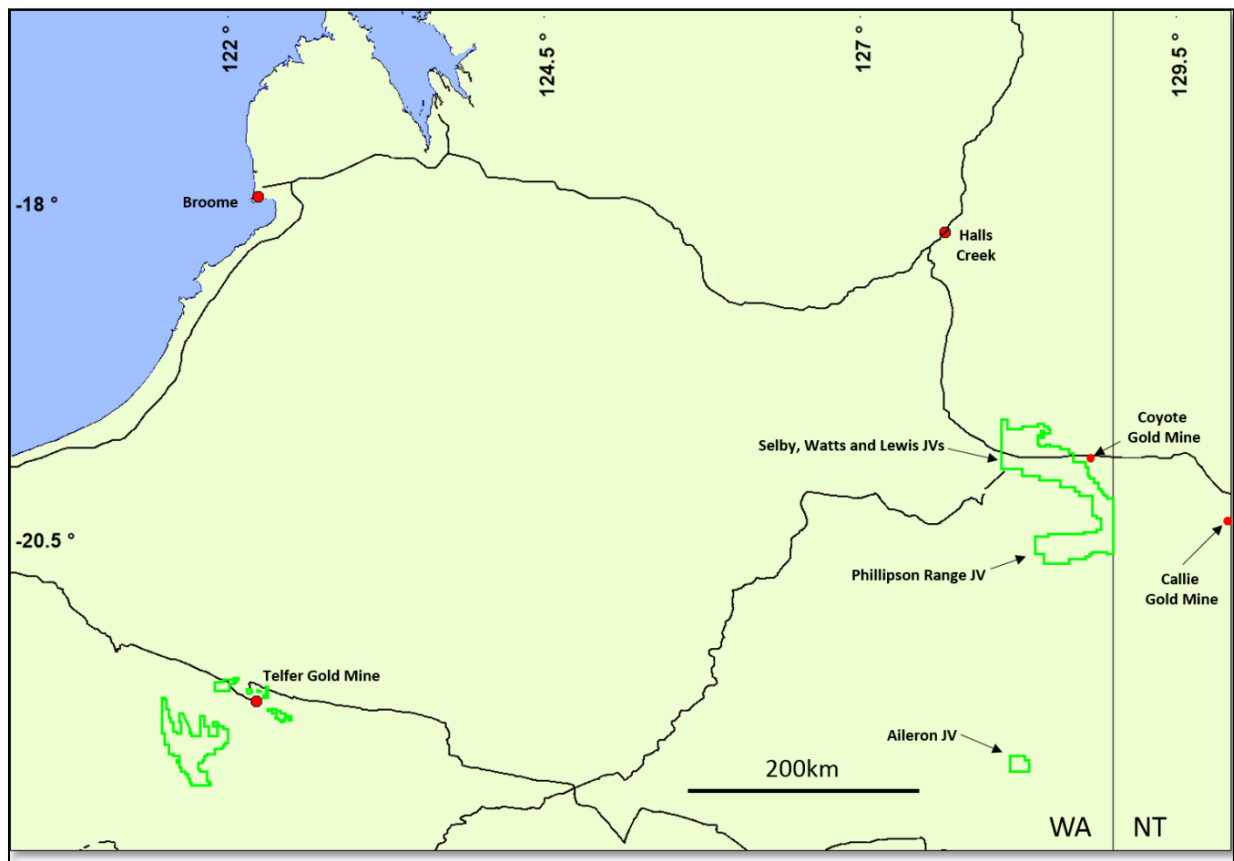 122 °
124.5 °
127 °
129.5 °
-18 °
Broome
Halls
Creek
Selby, Watts and Lewis JVs
Coyote
Gold Mine
-20.5 °
Phillipson Range JV
Callie
Gold Mine
Telfer Gold Mine
Aileron JV
200km
WA
NT